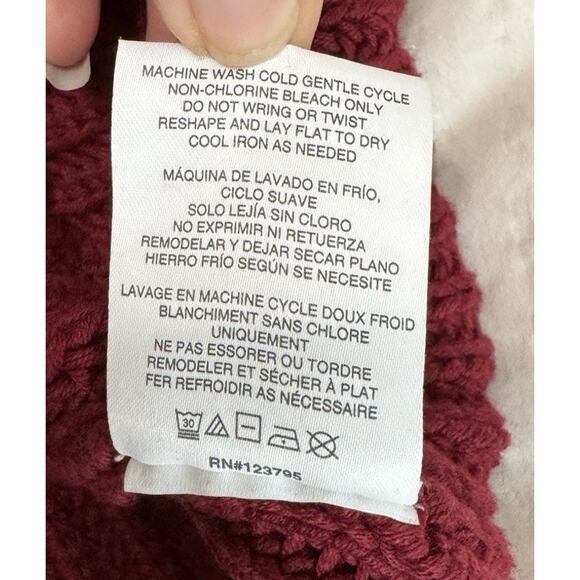 MACHINE WASH COLD GENTLE CYCLE
NON-CHLORINE BLEACH ONLY
DO NOT WRING OR TWIST
RESHAPE AND LAY FLAT TO DRY
COOL IRON AS NEEDED
MÁQUINA DE LAVADO EN FRÍO,
CICLO SUAVE
SOLO LEJÍA SIN CLORO
NO EXPRIMIR NI RETUERZA
REMODELAR Y DEJAR SECAR PLANO
HIERRO FRÍO SEGÚN SE NECESITE
LAVAGE EN MACHINE CYCLE DOUX FROID
BLANCHIMENT SANS CHLORE
UNIQUEMENT
NE PAS ESSORER OU TORDRE
REMODELER ET SÉCHER À PLAT
FER REFROIDIR AS NÉCESSAIRE
30
RN#123795